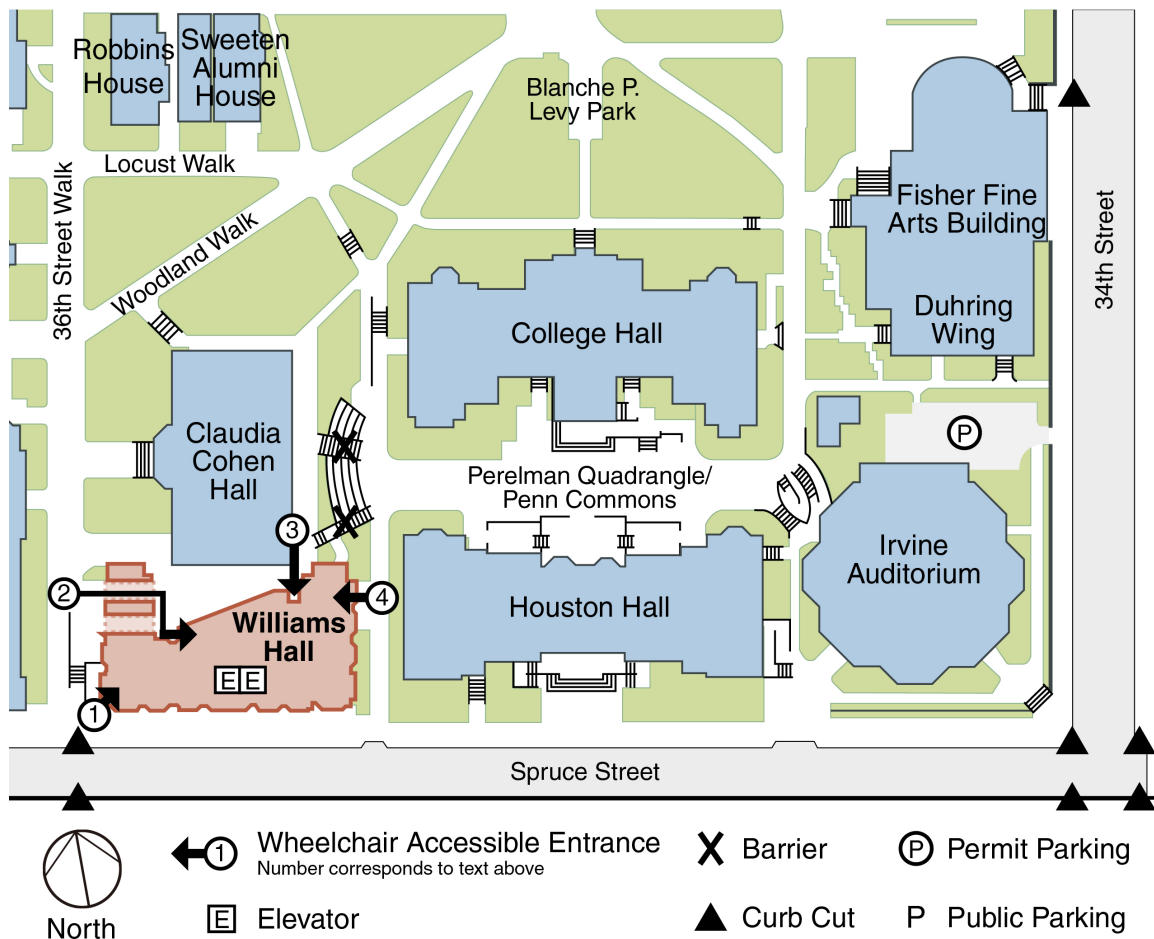 Robbins
House
Sweeten
Alumni
House
Blanche P.
Levy Park
Locust Walk
36th Street Walk
Woodland Walk
Fisher Fine
Arts Building
34th Street
Duhring
Wing
College Hall
Claudia
Cohen
Hall
P
Perelman Quadrangle/
Penn Commons
3
Irvine
Auditorium
2
4
Houston Hall
Williams
Hall
E E
1
Spruce Street
1
Wheelchair Accessible Entrance
Number corresponds to text above
Barrier
P
Permit Parking
North
E
Elevator
Curb Cut
P
Public Parking